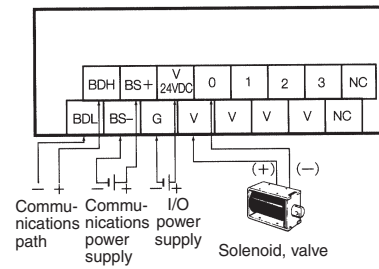 BDH BS+ V 24VDC 0 1 2 3 NC
BDL BS− G V V V V NC
(+) (−)
− + − + − +
Commu- Commu- I/O
nications nications power
path power supply
supply
Solenoid, valve